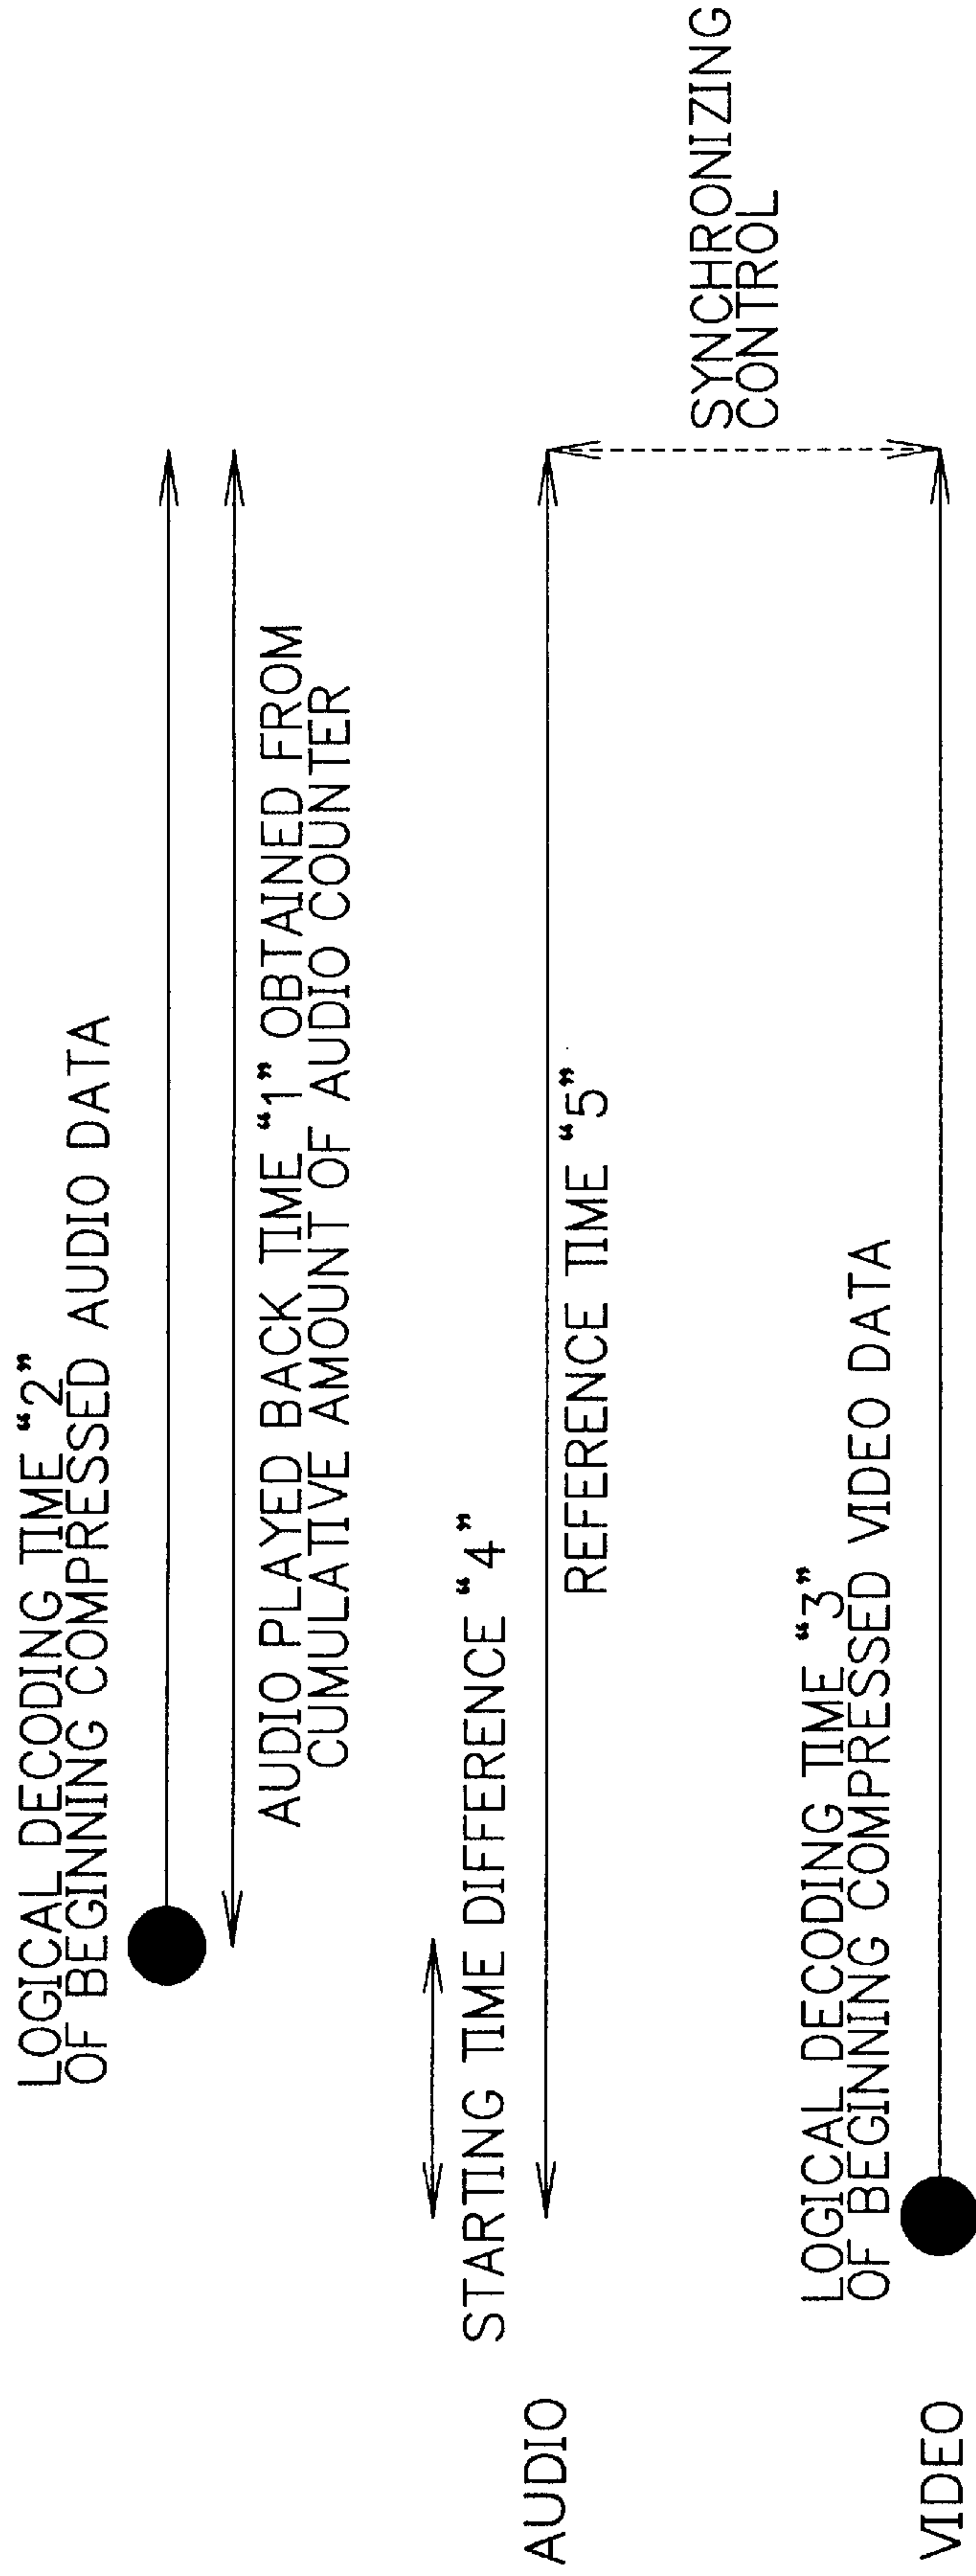 LOGICAL DECODING TIME “2”
OF BEGINNING COMPRESSED AUDIO DATA
AUDIO PLAYED BACK TIME “1” OBTAINED FROM
CUMULATIVE AMOUNT OF AUDIO COUNTER
STARTING TIME DIFFERENCE “4”
AUDIO
REFERENCE TIME “5”
SYNCHRONIZING
CONTROL
LOGICAL DECODING TIME “3”
OF BEGINNING COMPRESSED VIDEO DATA
VIDEO